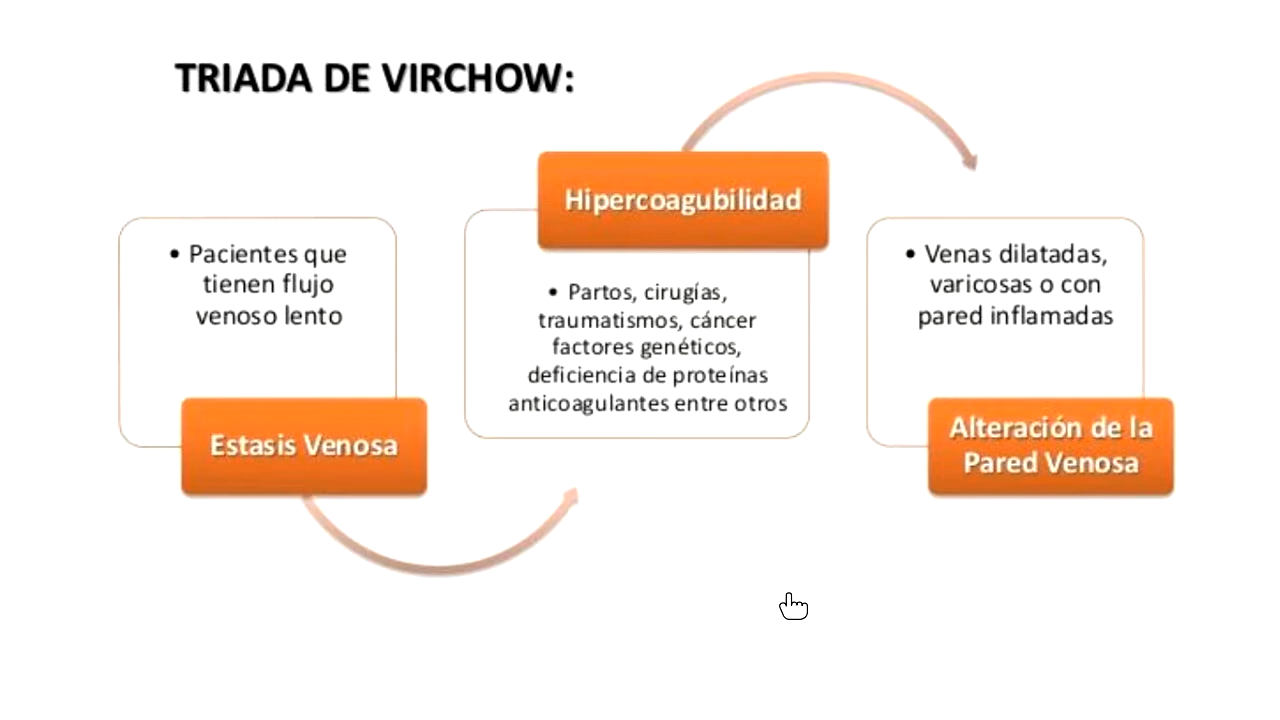 TRIADA DE VIRCHOW:
• Pacientes que
tienen flujo
venoso lento
Estasis Venosa
Hipercoagubilidad
• Partos, cirugías,
traumatismos, cáncer
factores genéticos,
deficiencia de proteínas
anticoagulantes entre otros
• Venas dilatadas,
varicosas o con
pared inflamadas
Alteración de la
Pared Venosa